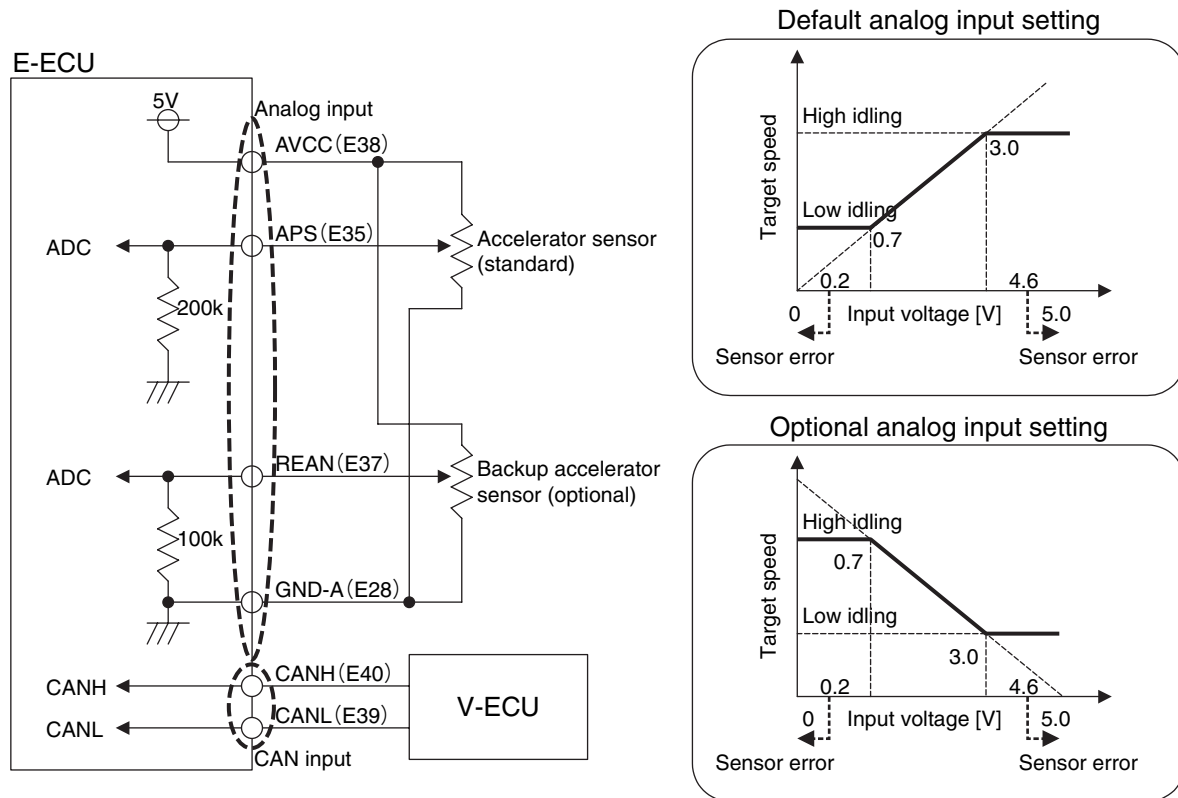 E-ECU
5V
Analog input
AVCC(E38)
ADC
APS(E35)
Accelerator sensor
(standard)
200k
ADC
REAN(E37)
Backup accelerator
sensor (optional)
100k
GND-A(E28)
CANH
CANH(E40)
CANL
CANL(E39)
V-ECU
CAN input
Default analog input setting
Target speed
High idling
3.0
Low idling
0.7
0.2
4.6
0
Input voltage [V]
5.0
Sensor error
Sensor error
Optional analog input setting
Target speed
High idling
0.7
Low idling
3.0
0.2
4.6
0
Input voltage [V]
5.0
Sensor error
Sensor error